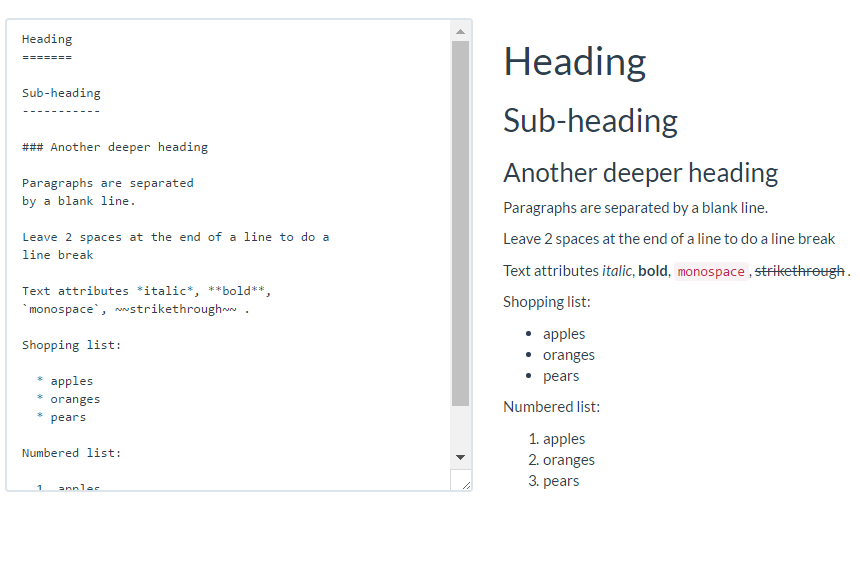 Heading
=======
Sub-heading
-----------
### Another deeper heading
Paragraphs are separated
by a blank line.
Leave 2 spaces at the end of a line to do a
line break
Text attributes *italic*, **bold**,
`monospace`, ~~strikethrough~~ .
Shopping list:
* apples
* oranges
* pears
Numbered list:
1. apples
Heading
Sub-heading
Another deeper heading
Paragraphs are separated by a blank line.
Leave 2 spaces at the end of a line to do a line break
Text attributes italic, bold, monospace, strikethrough .
Shopping list:
• apples
• oranges
• pears
Numbered list:
1. apples
2. oranges
3. pears